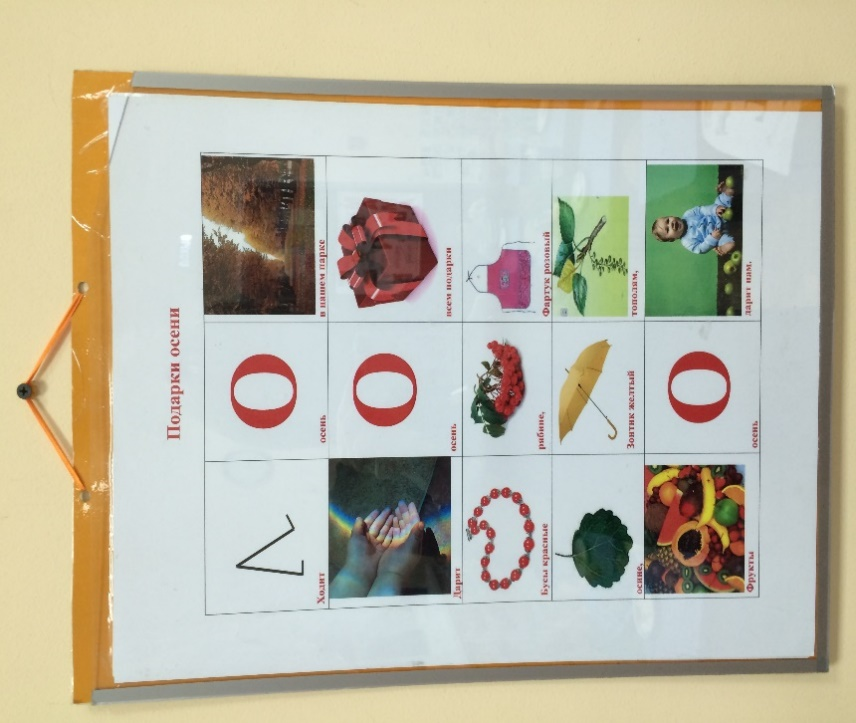 Подарки осени
О
Ходит осень в нашем парке
О
Дарит осень всем подарки
Бусы красные рябине, Фартук розовый
осине, Зонтик желтый тополям,
О
Фрукты осень дарит нам.